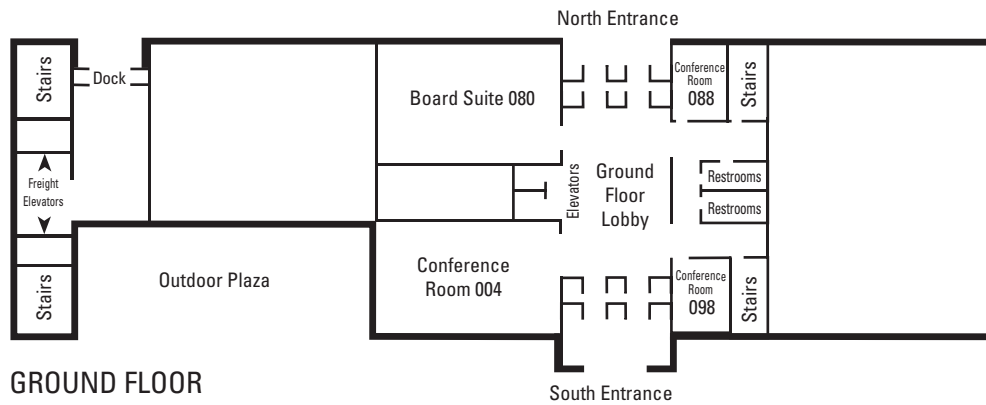 North Entrance
Stairs
Dock
Board Suite 080
Conference
Room
088
Stairs
Freight
Elevators
Elevators
Ground
Floor
Lobby
Restrooms
Restrooms
Stairs
Outdoor Plaza
Conference
Room 004
Conference
Room
098
Stairs
GROUND FLOOR
South Entrance